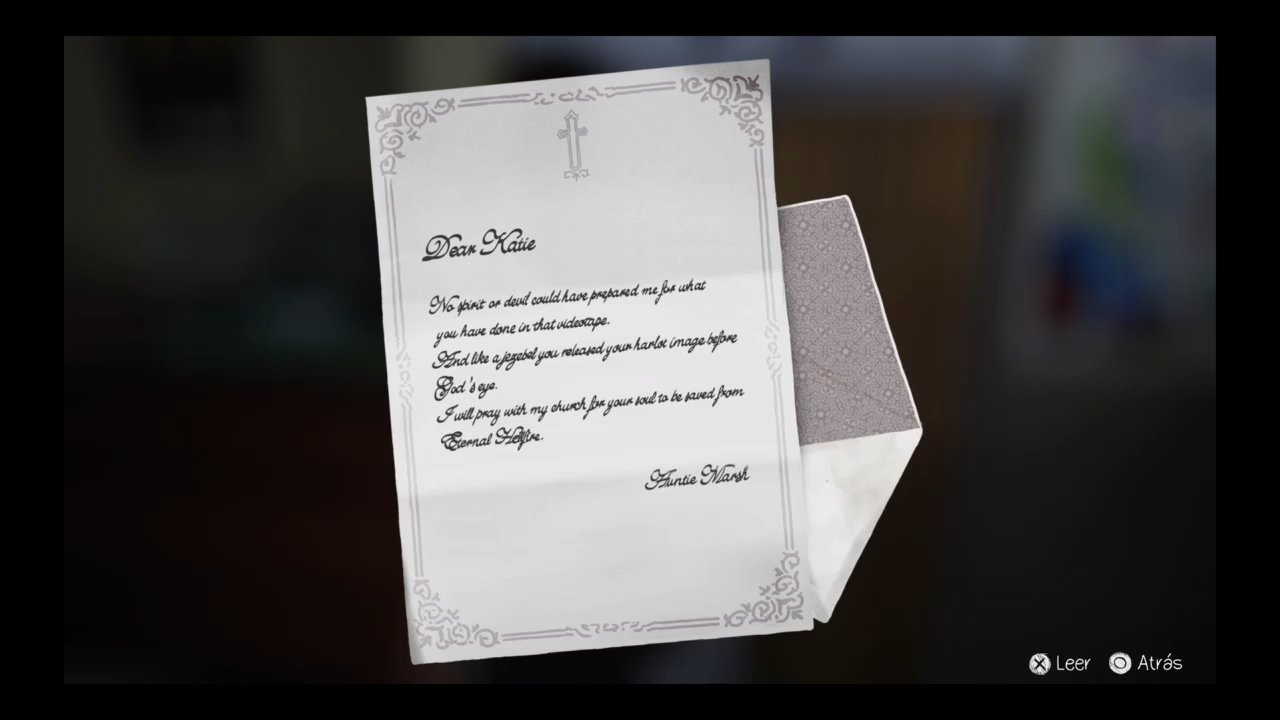 Dear Katie
No spirit or devil could have prepared me for what
you have done in that videotape.
And like a jezebel you released your harlot image before
God's eye.
I will pray with my church for your soul to be saved from
Eternal Hellfire.
Auntie Marsh
Leer
Atrás